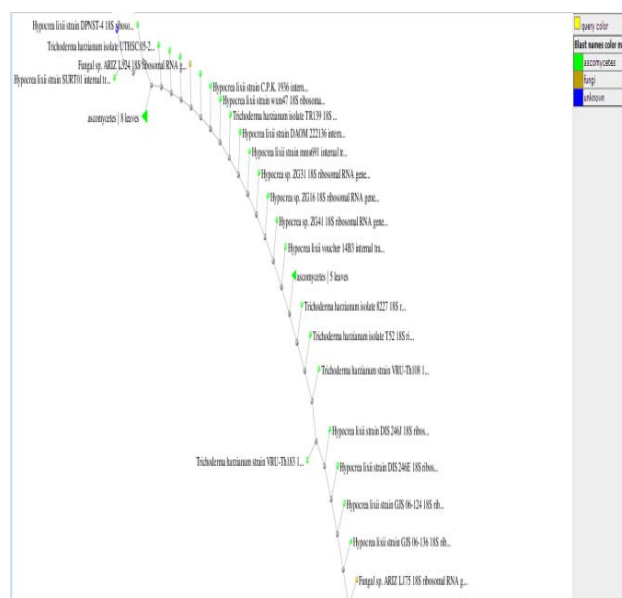 Hypocrea lixii strain DPNST-4 18S riboso...
Trichoderma harzianum isolate UTHSC:05-2...
Fungal sp. ARIZ L924 18S ribosomal RNA g...
Hypocrea lixii strain SURT01 internal tr...
Hypocrea lixii strain C.P.K. 1936 intern...
Hypocrea lixii strain wxm47 18S ribosoma...
ascomycetes | 8 leaves
Trichoderma harzianum isolate TR139 18S ...
Hypocrea lixii strain DAOM 222136 intern...
Hypocrea lixii strain internal tr...
Hypocrea sp. ZG31 18S ribosomal RNA gene...
Hypocrea sp. ZG16 18S ribosomal RNA gene...
Hypocrea sp. ZG41 18S ribosomal RNA gene...
Hypocrea lixii voucher 14B3 internal tra...
ascomycetes | 5 leaves
Trichoderma harzianum isolate 8227 18S r...
Trichoderma harzianum isolate T52 18S ri...
Trichoderma harzianum strain VRU-Th108 1...
Hypocrea lixii strain DIS 246J 18S ribos...
Trichoderma harzianum strain VRU-Th183 1...
Hypocrea lixii strain DIS 246E 18S ribos...
Hypocrea lixii strain GJS 06-124 18S rib...
Hypocrea lixii strain GJS 06-136 18S rib...
Fungal sp. ARIZ L175 18S ribosomal RNA g...
query color
Blast names color m
ascomycetes
fungi
unknown